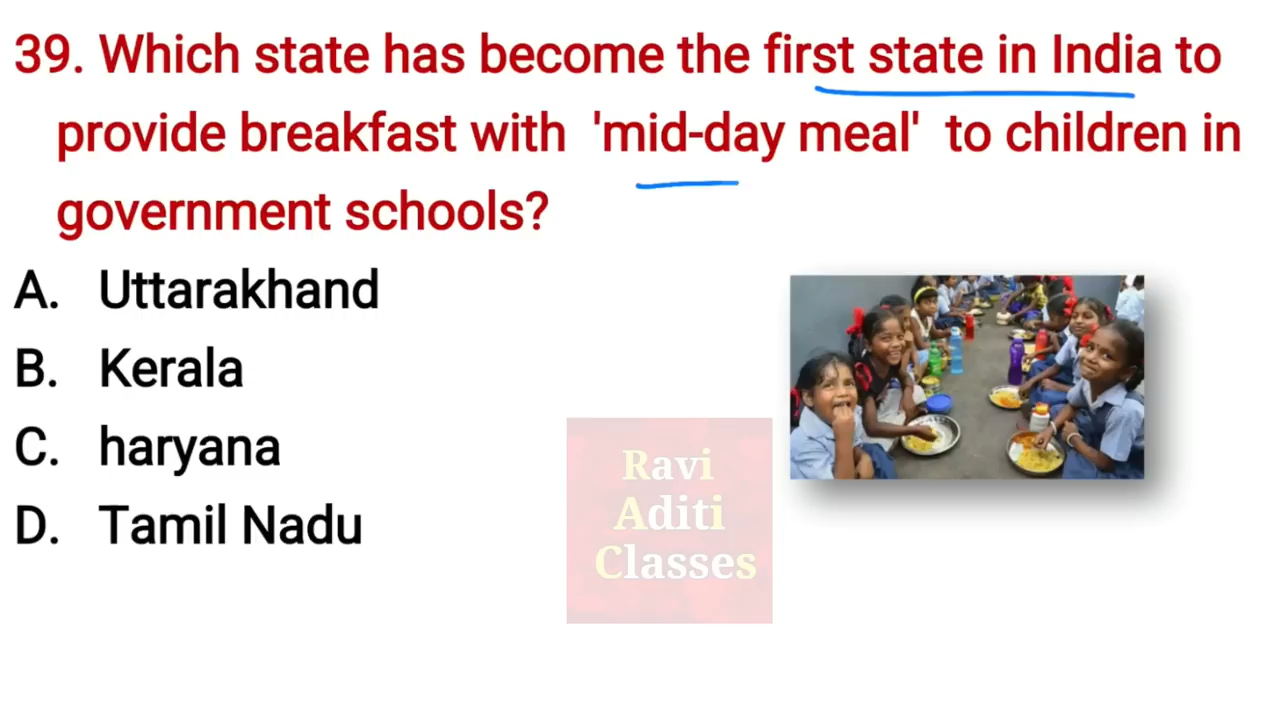 39. Which state has become the first state in India to
provide breakfast with 'mid-day meal' to children in
government schools?
A. Uttarakhand
B. Kerala
C. haryana
D. Tamil Nadu
Ravi
Aditi
Classes